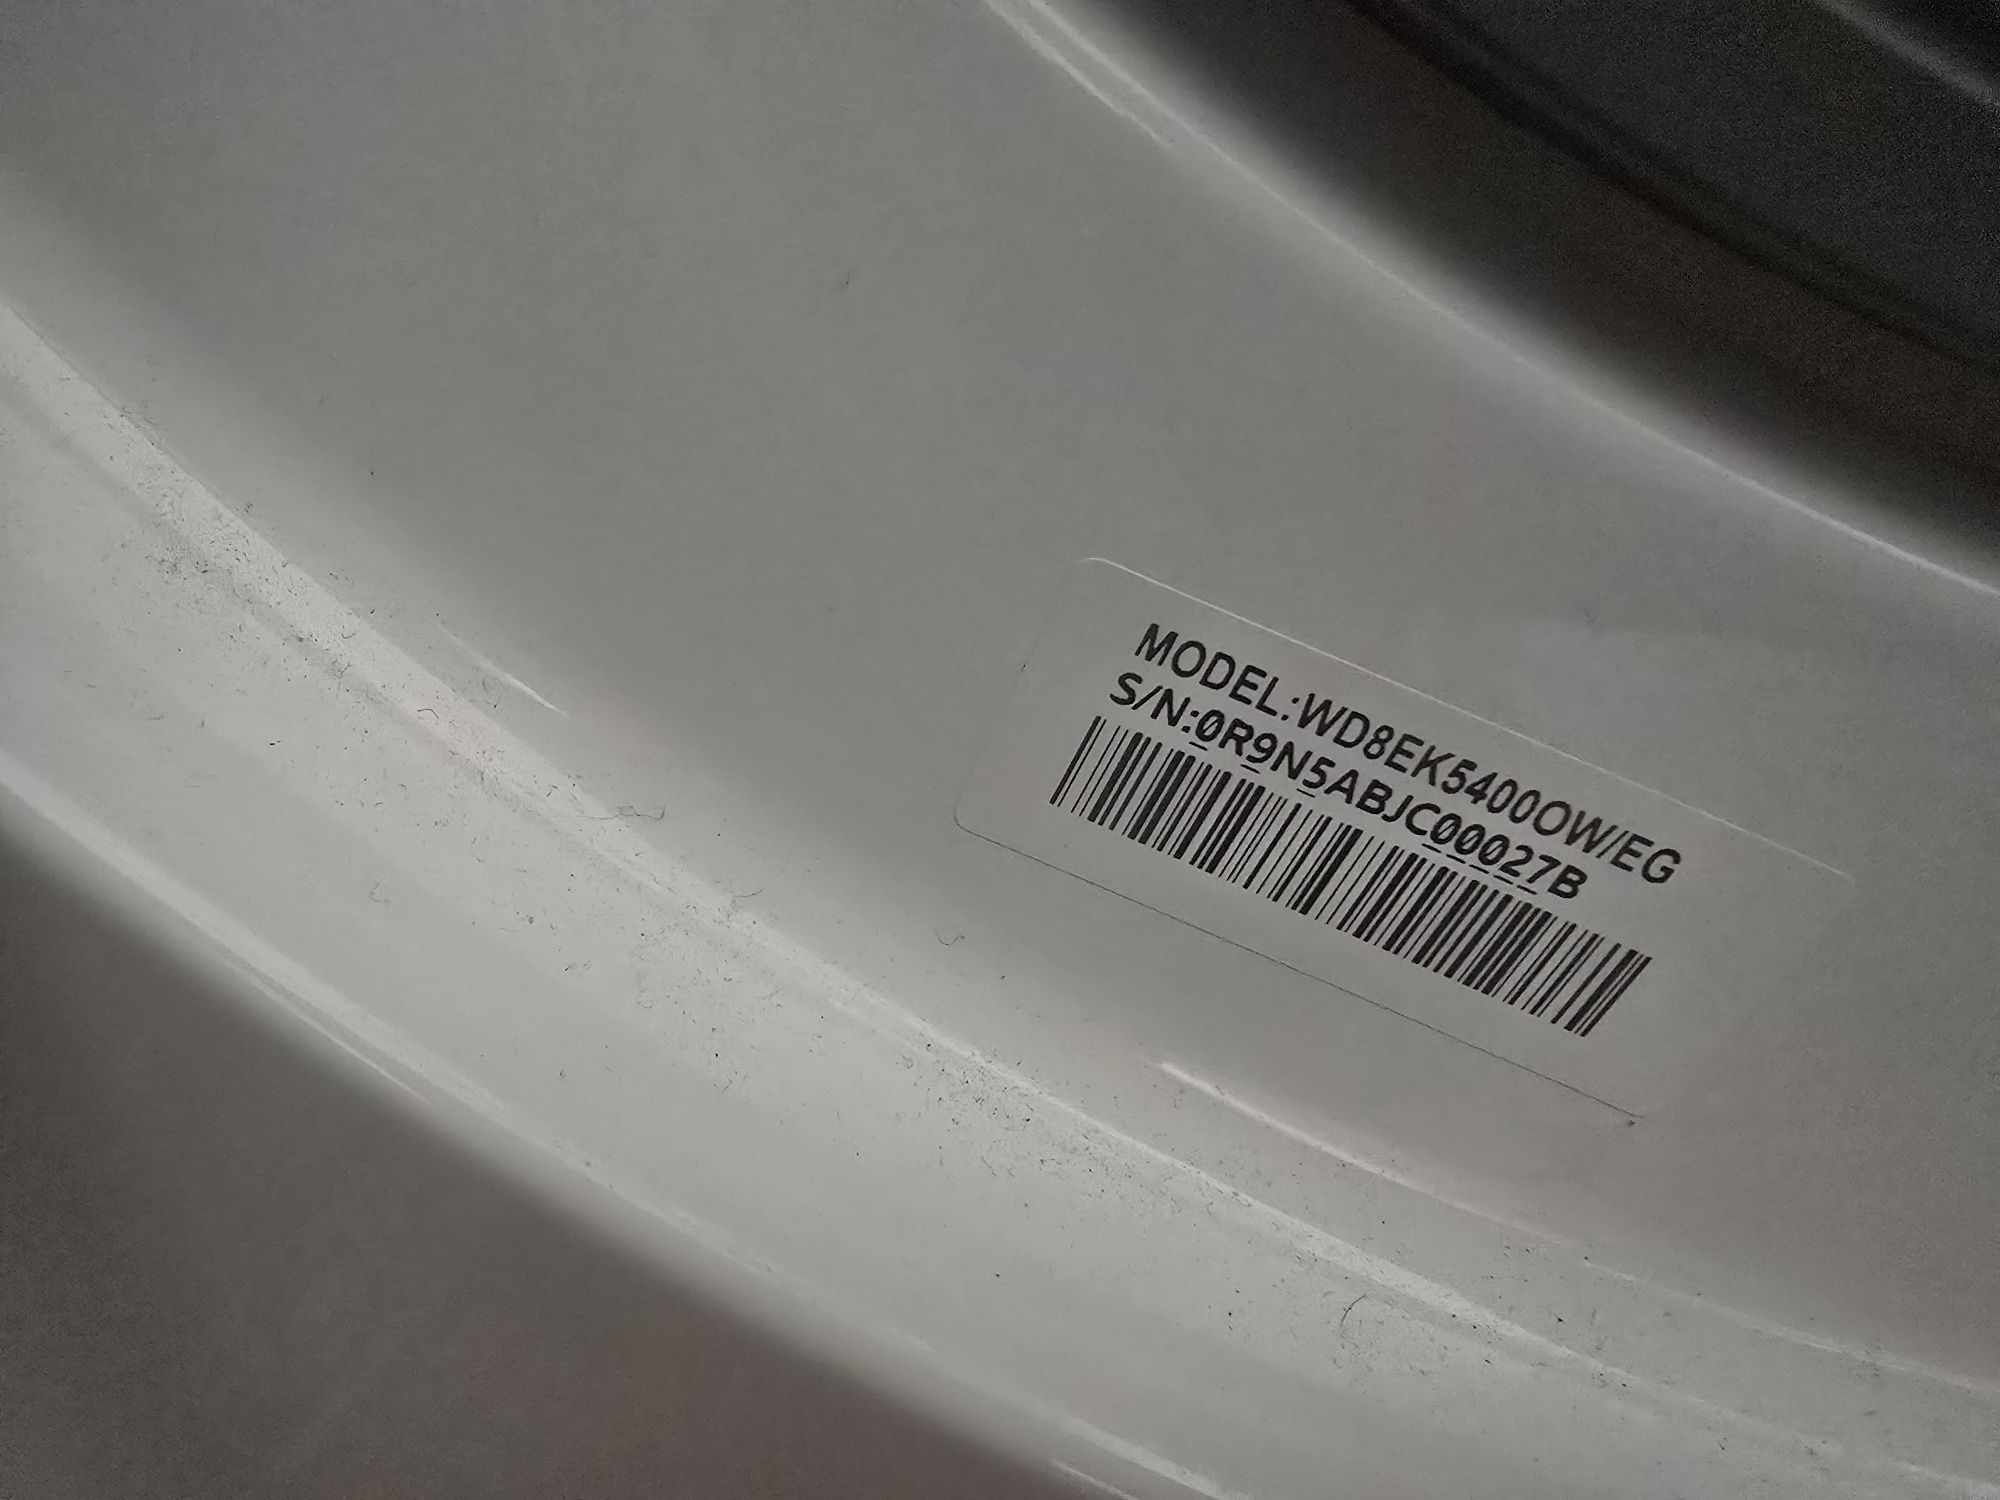 MODEL:WD8EK5400OW/EG
S/N:0R9N5ABJC00027B